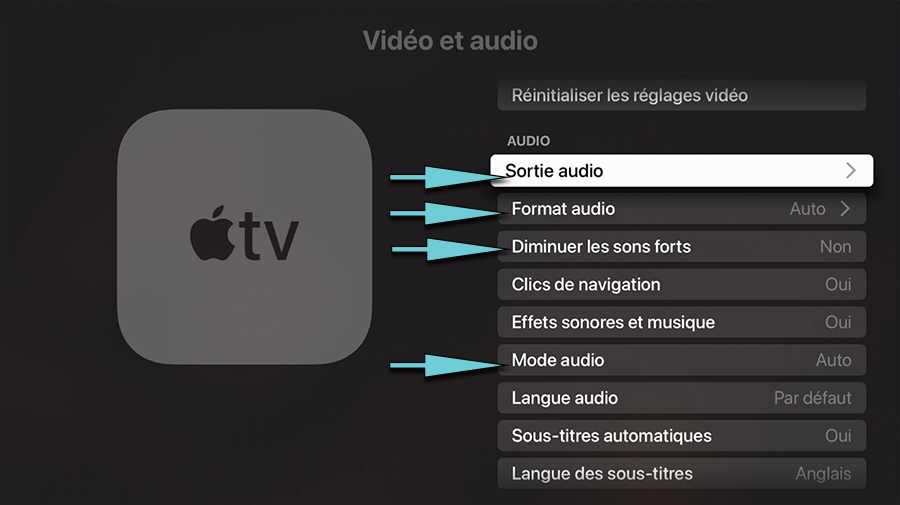 Vidéo et audio
Réinitialiser les réglages vidéo
AUDIO
Sortie audio
Format audio Auto
Diminuer les sons forts Non
Clics de navigation Oui
Effets sonores et musique Oui
Mode audio Auto
Langue audio Par défaut
Sous-titres automatiques Oui
Langue des sous-titres Anglais
tv